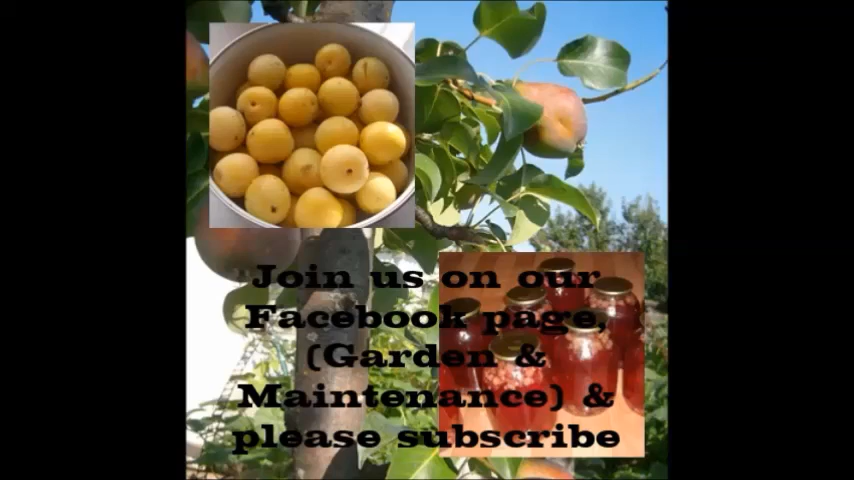 Join us on our
Facebook page,
(Garden &
Maintenance) &
please subscribe